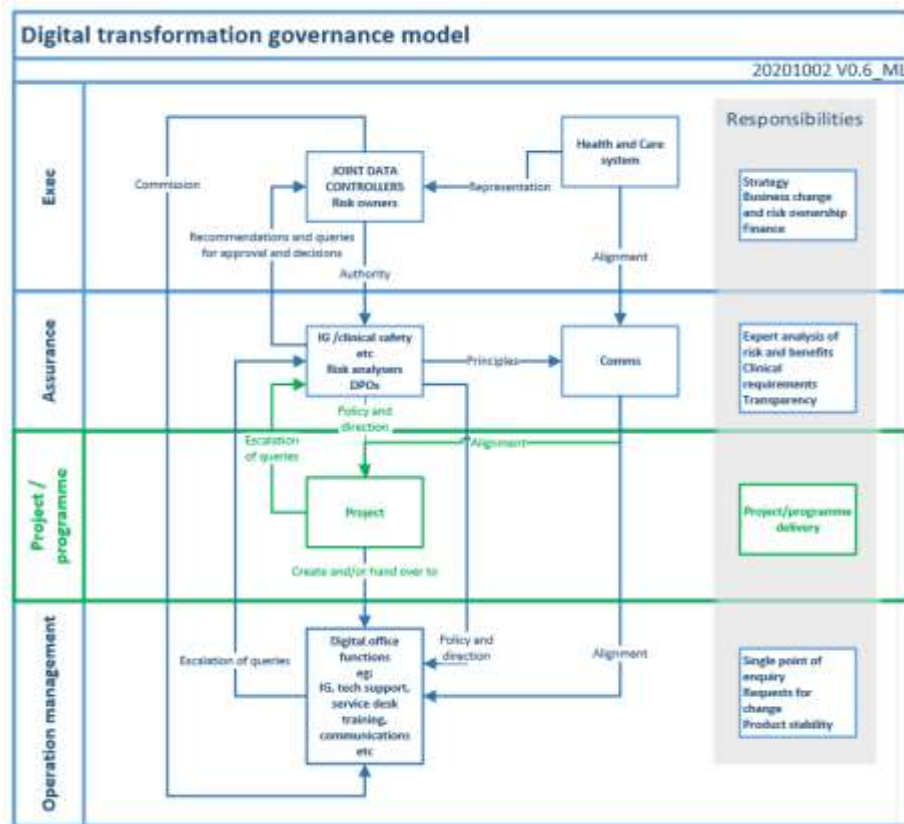 Digital transformation governance model
20201002 V0.6_ML
Exec
Responsibilities
Commission
JOINT DATA
CONTROLLERS
Risk owners
Health and Care
system
Representation
Strategy
Business change
and risk ownership
Finance
Recommendations and queries
for approval and decisions
Authority
Alignment
Assurance
IG /clinical safety
etc
Risk analysers
DPOs
Principles
Comms
Expert analysis of
risk and benefits
Clinical
requirements
Transparency
Policy and
direction
Escalation
of queries
Alignment
Project /
programme
Project
Project/programme
delivery
Create and/or hand over to
Operation management
Digital office
functions
eg:
IG, tech support,
service desk
training,
communications
etc
Escalation of queries
Policy and
direction
Alignment
Single point of
enquiry
Requests for
change
Product stability